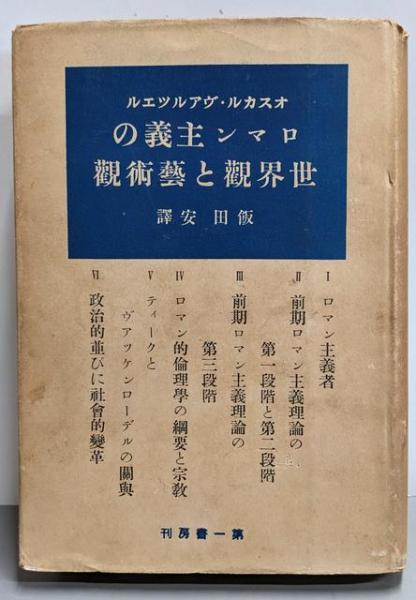 オスカル・ヴアルツエル
ロマン主義の
世界觀と藝術觀
飯田安譯
I ロマン主義者
II 前期ロマン主義理論の
第一段階と第二段階
III 前期ロマン主義理論の
第三段階
IV ロマン的倫理學の綱要と宗教
V ティークと
ヴアツケンローデルの關與
VI 政治的並びに社會的變革
第一書房刊